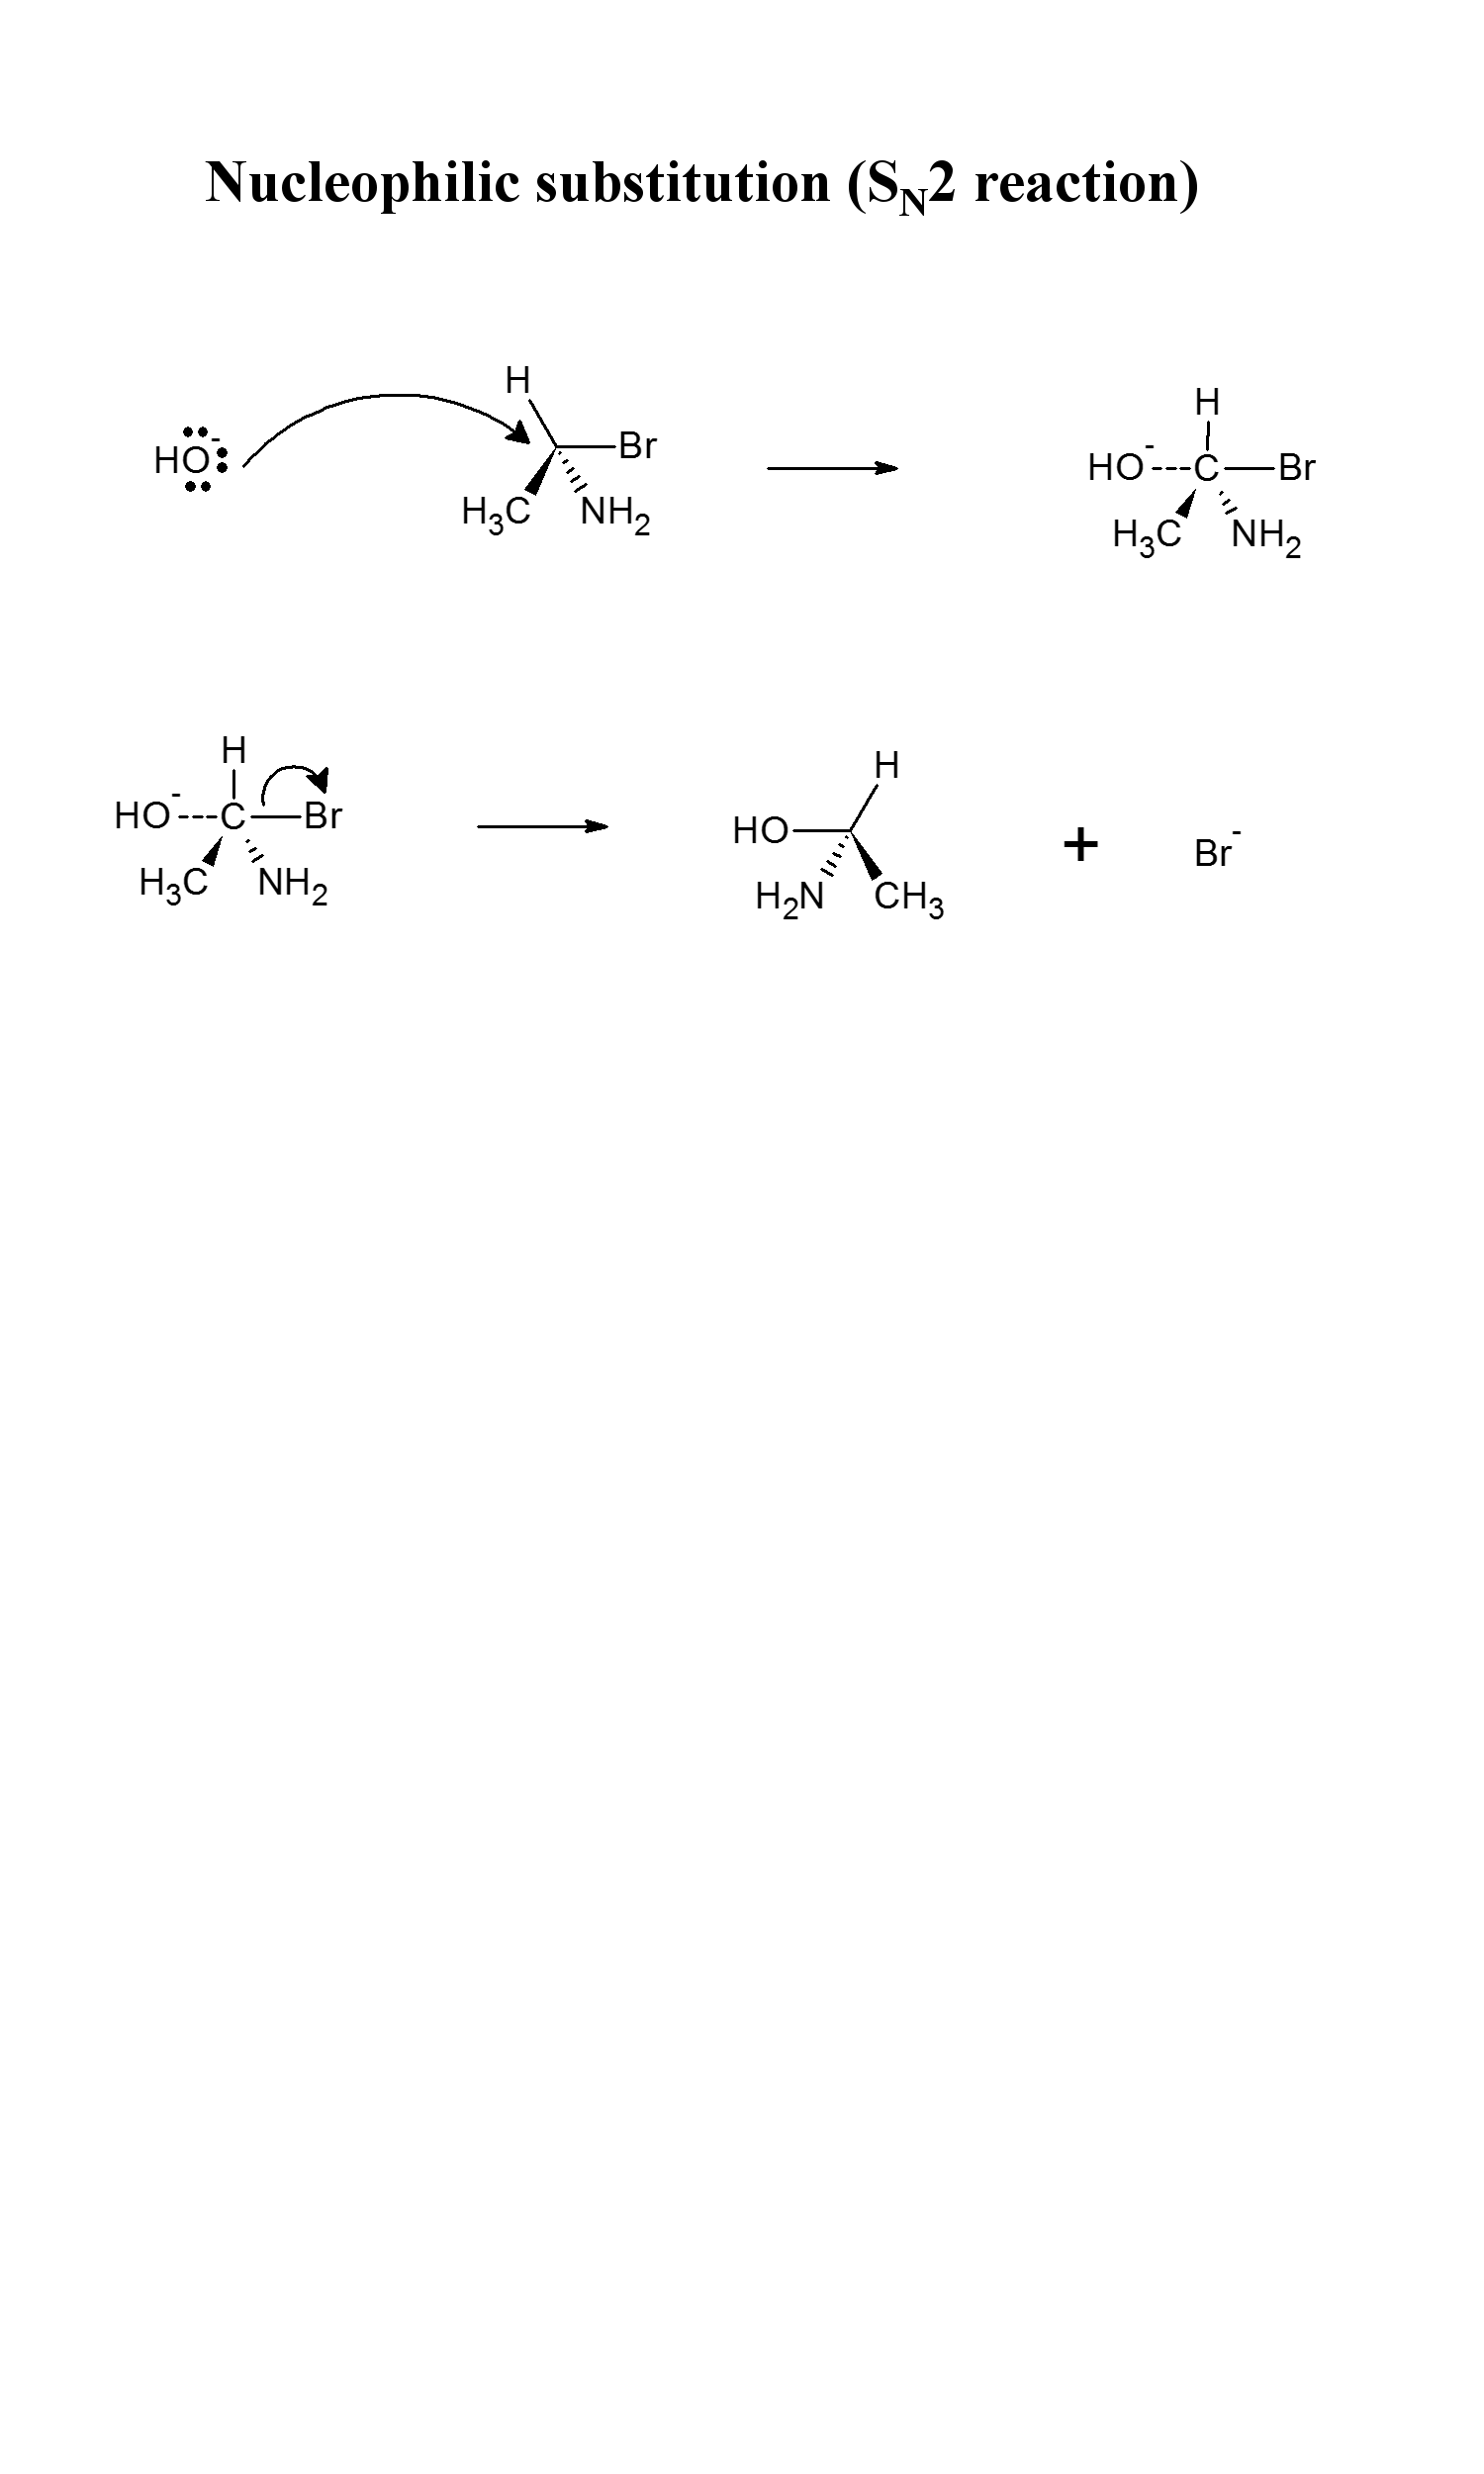 Nucleophilic substitution (SN2 reaction)
H
HO-
Br
H3C
NH2
H
HO-
C
Br
H3C
NH2
H
HO-
C
Br
H3C
NH2
H
HO
H2N
CH3
+
Br-